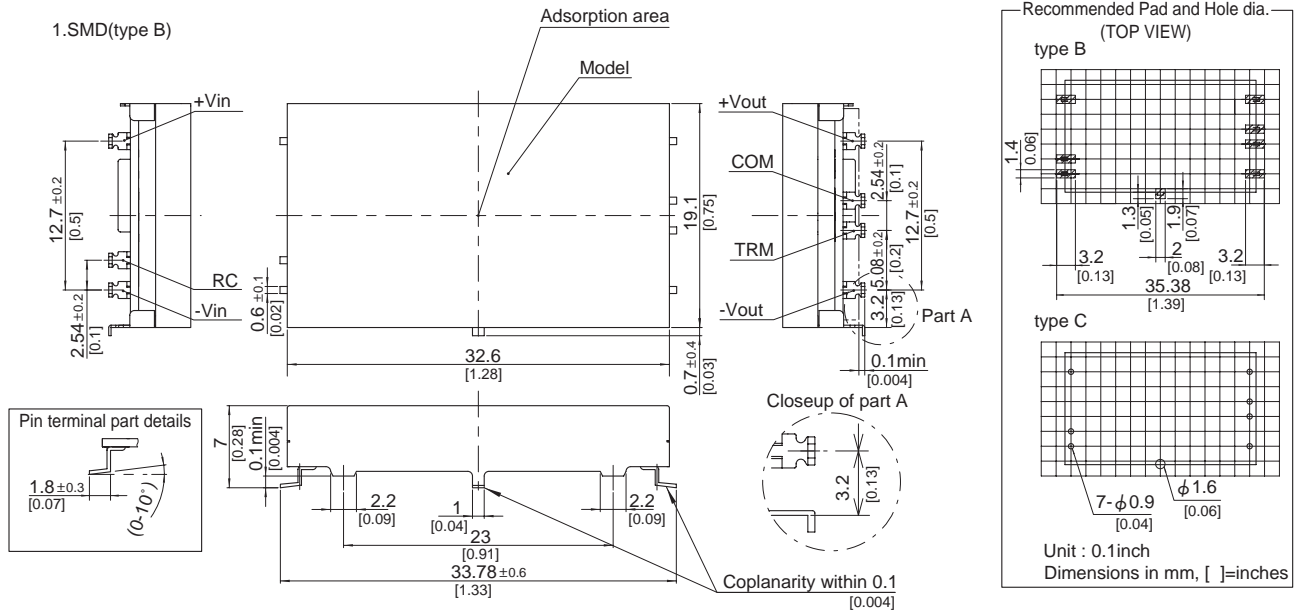 1.SMD(type B)
Adsorption area
Model
+Vin
12.7 ±0.2
[0.5]
2.54 ±0.2
[0.1]
RC
-Vin
0.6 ±0.1
[0.02]
32.6
[1.28]
19.1
[0.75]
0.7 ±0.4
[0.03]
+Vout
COM
TRM
-Vout
2.54 ±0.2
[0.1]
5.08 ±0.2
[0.2]
3.2
[0.13]
12.7 ±0.2
[0.5]
Part A
0.1min
[0.004]
Pin terminal part details
1.8 ±0.3
[0.07]
(0-10°)
7
[0.28]
0.1min
[0.004]
2.2
[0.09]
1
[0.04]
2.2
[0.09]
23
[0.91]
33.78 ±0.6
[1.33]
Coplanarity within 0.1
[0.004]
Closeup of part A
3.2
[0.13]
Recommended Pad and Hole dia.
(TOP VIEW)
type B
1.4
0.06]
1.3
[0.05]
1.9
[0.07]
3.2
[0.13]
2
[0.08]
3.2
[0.13]
35.38
[1.39]
type C
7-φ0.9
[0.04]
φ1.6
[0.06]
Unit : 0.1inch
Dimensions in mm, [ ]=inches